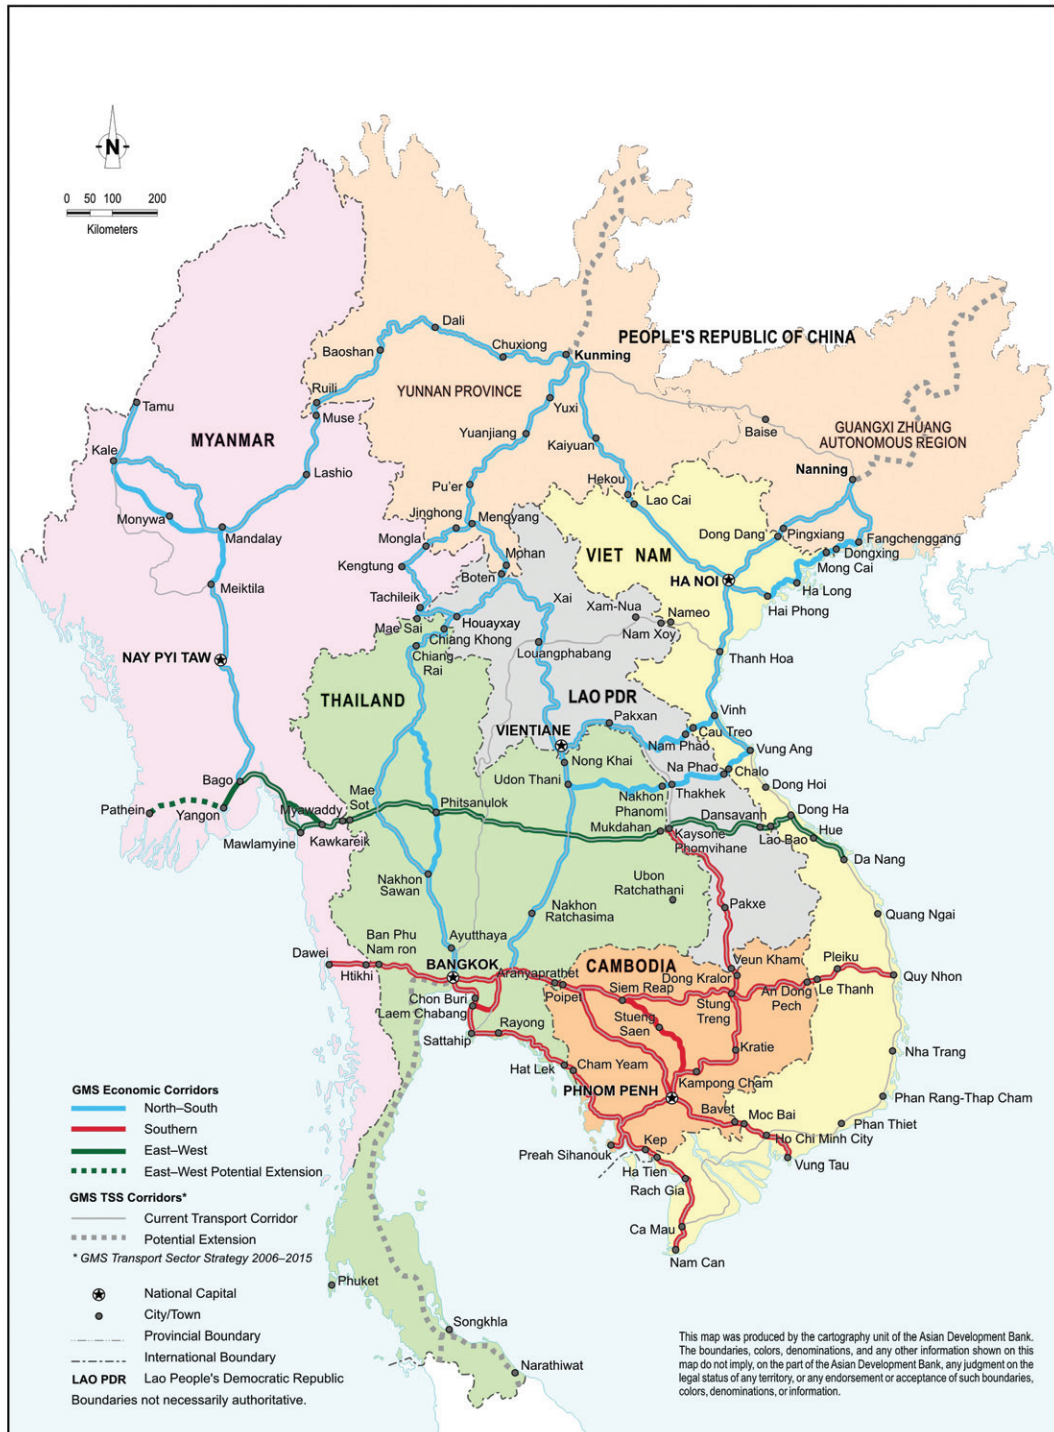 N
0 50 100 200
Kilometers
Dali
Baoshan
Chuxiong
Kunming
PEOPLE'S REPUBLIC OF CHINA
Ruili
YUNNAN PROVINCE
Yuxi
Tamu
Muse
Baise
GUANGXI ZHUANG
AUTONOMOUS REGION
MYANMAR
Yuanjiang
Kaiyuan
Kale
Lashio
Nanning
Pu'er
Hekou
Lao Cai
Monywa
Jinghong
Mengyang
Mandalay
Mongla
Dong Dang
Pingxiang
Fangchenggang
Dongxing
Mong Cai
Mohan
VIET NAM
Kengtung
Boten
HA NOI
Meiktila
Ha Long
Hai Phong
Tachileik
Xai
Xam-Nua
Nameo
Mae Sai
Houayxay
Chiang Khong
Nam Xoy
Chiang
Rai
Louangphabang
Thanh Hoa
NAY PYI TAW
THAILAND
LAO PDR
Pakxan
Vinh
VIENTIANE
Cau Treo
Nam Phao
Vung Ang
Nong Khai
Na Phao
Chalo
Bago
Udon Thani
Dong Hoi
Mae
Sot
Nakhon
Phanom
Thakhek
Pathein
Yangon
Myawaddy
Phitsanulok
Dansavanh
Dong Ha
Mukdahan
Kaysone
Phomvihane
Lao Bao
Hue
Mawlamyine
Kawkareik
Da Nang
Nakhon
Sawan
Ubon
Ratchathani
Nakhon
Ratchasima
Pakxe
Quang Ngai
Ban Phu
Nam ron
Ayutthaya
Dawei
Htikhi
BANGKOK
Aranyaprathet
CAMBODIA
Veun Kham
Pleiku
Dong Kralor
Poipet
Siem Reap
Quy Nhon
An Dong
Pech
Le Thanh
Chon Buri
Laem Chabang
Stueng
Saen
Stung
Treng
Sattahip
Rayong
Kratie
Nha Trang
Hat Lek
Cham Yeam
Kampong Cham
PHNOM PENH
Phan Rang-Thap Cham
Bavet
Moc Bai
Phan Thiet
Ho Chi Minh City
Preah Sihanouk
Kep
Ha Tien
Vung Tau
Rach Gia
Ca Mau
Nam Can
GMS Economic Corridors
North–South
Southern
East–West
East–West Potential Extension
GMS TSS Corridors*
Current Transport Corridor
Potential Extension
* GMS Transport Sector Strategy 2006–2015
National Capital
City/Town
Provincial Boundary
International Boundary
LAO PDR Lao People's Democratic Republic
Boundaries not necessarily authoritative.
Phuket
Songkhla
Narathiwat
This map was produced by the cartography unit of the Asian Development Bank.
The boundaries, colors, denominations, and any other information shown on this
map do not imply, on the part of the Asian Development Bank, any judgment on the
legal status of any territory, or any endorsement or acceptance of such boundaries,
colors, denominations, or information.